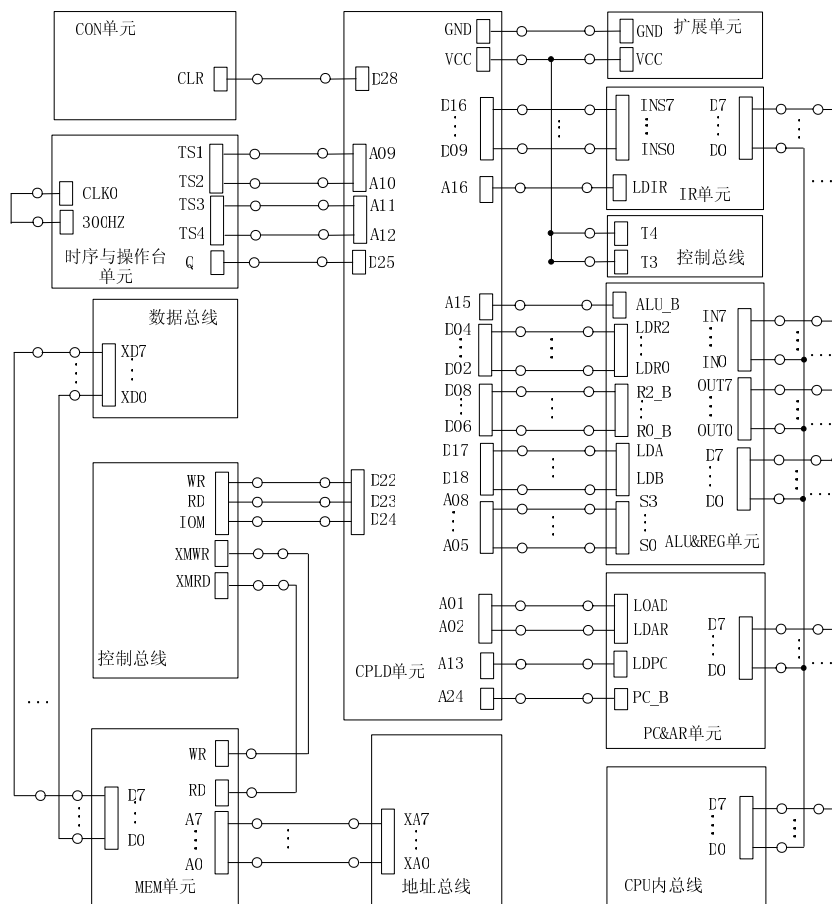 CON单元
CLR
D28
GND
VCC
GND
VCC
扩展单元
D16
D09
INS7
INS0
D7
D0
A16
LDIR
IR单元
TS1
TS2
TS3
TS4
Q
A09
A10
A11
A12
D25
CLK0
300HZ
时序与操作台
单元
T4
T3
控制总线
数据总线
XD7
XD0
A15
ALU_B
D04
D02
LDR2
LDR0
IN7
IN0
D08
D06
R2_B
R0_B
OUT7
OUT0
D17
D18
LDA
LDB
D7
D0
A08
A05
S3
S0
ALU&REG单元
WR
RD
IOM
D22
D23
D24
XMWR
XMRD
控制总线
CPLD单元
A01
A02
LOAD
LDAR
D7
D0
A13
LDPC
A24
PC_B
PC&AR单元
WR
RD
D7
D0
A7
A0
MEM单元
XA7
XA0
地址总线
D7
D0
CPU内总线